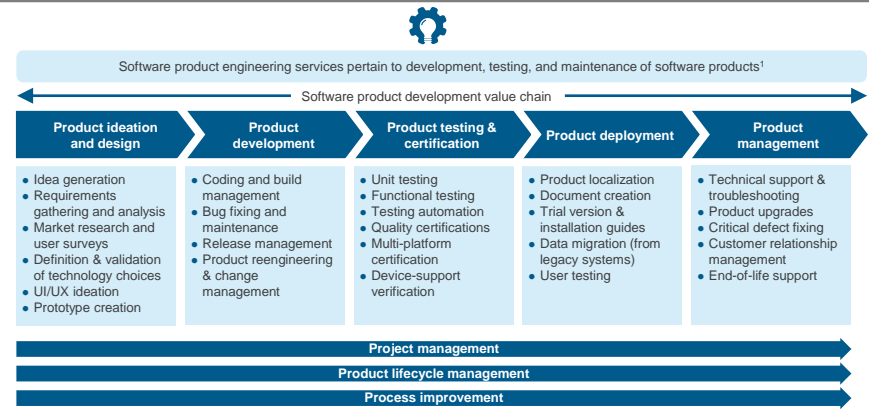 Software product engineering services pertain to development, testing, and maintenance of software products¹
Software product development value chain
Product ideation
and design
Product
development
Product testing &
certification
Product deployment
Product
management
● Idea generation
● Requirements
gathering and analysis
● Market research and
user surveys
● Definition & validation
of technology choices
● UI/UX ideation
● Prototype creation
● Coding and build
management
● Bug fixing and
maintenance
● Release management
● Product reengineering
& change
management
● Unit testing
● Functional testing
● Testing automation
● Quality certifications
● Multi-platform
certification
● Device-support
verification
● Product localization
● Document creation
● Trial version &
installation guides
● Data migration (from
legacy systems)
● User testing
● Technical support &
troubleshooting
● Product upgrades
● Critical defect fixing
● Customer relationship
management
● End-of-life support
Project management
Product lifecycle management
Process improvement